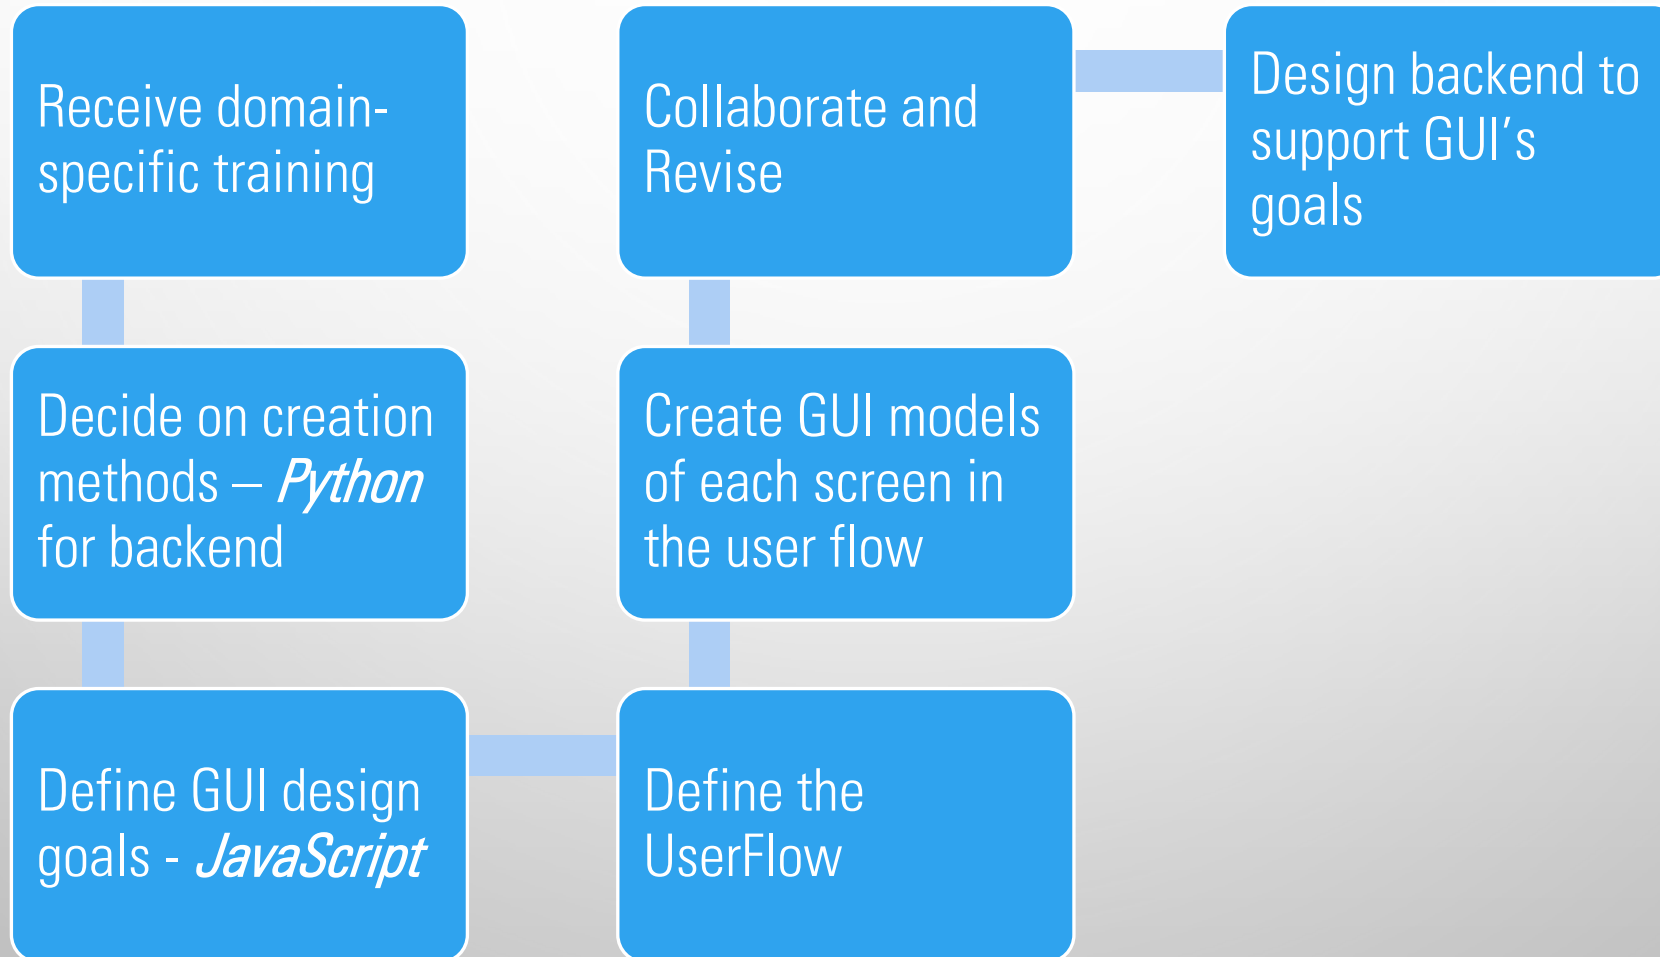 Receive domain-
specific training
Decide on creation
methods – Python
for backend
Define GUI design
goals - JavaScript
Define the
UserFlow
Create GUI models
of each screen in
the user flow
Collaborate and
Revise
Design backend to
support GUI’s
goals